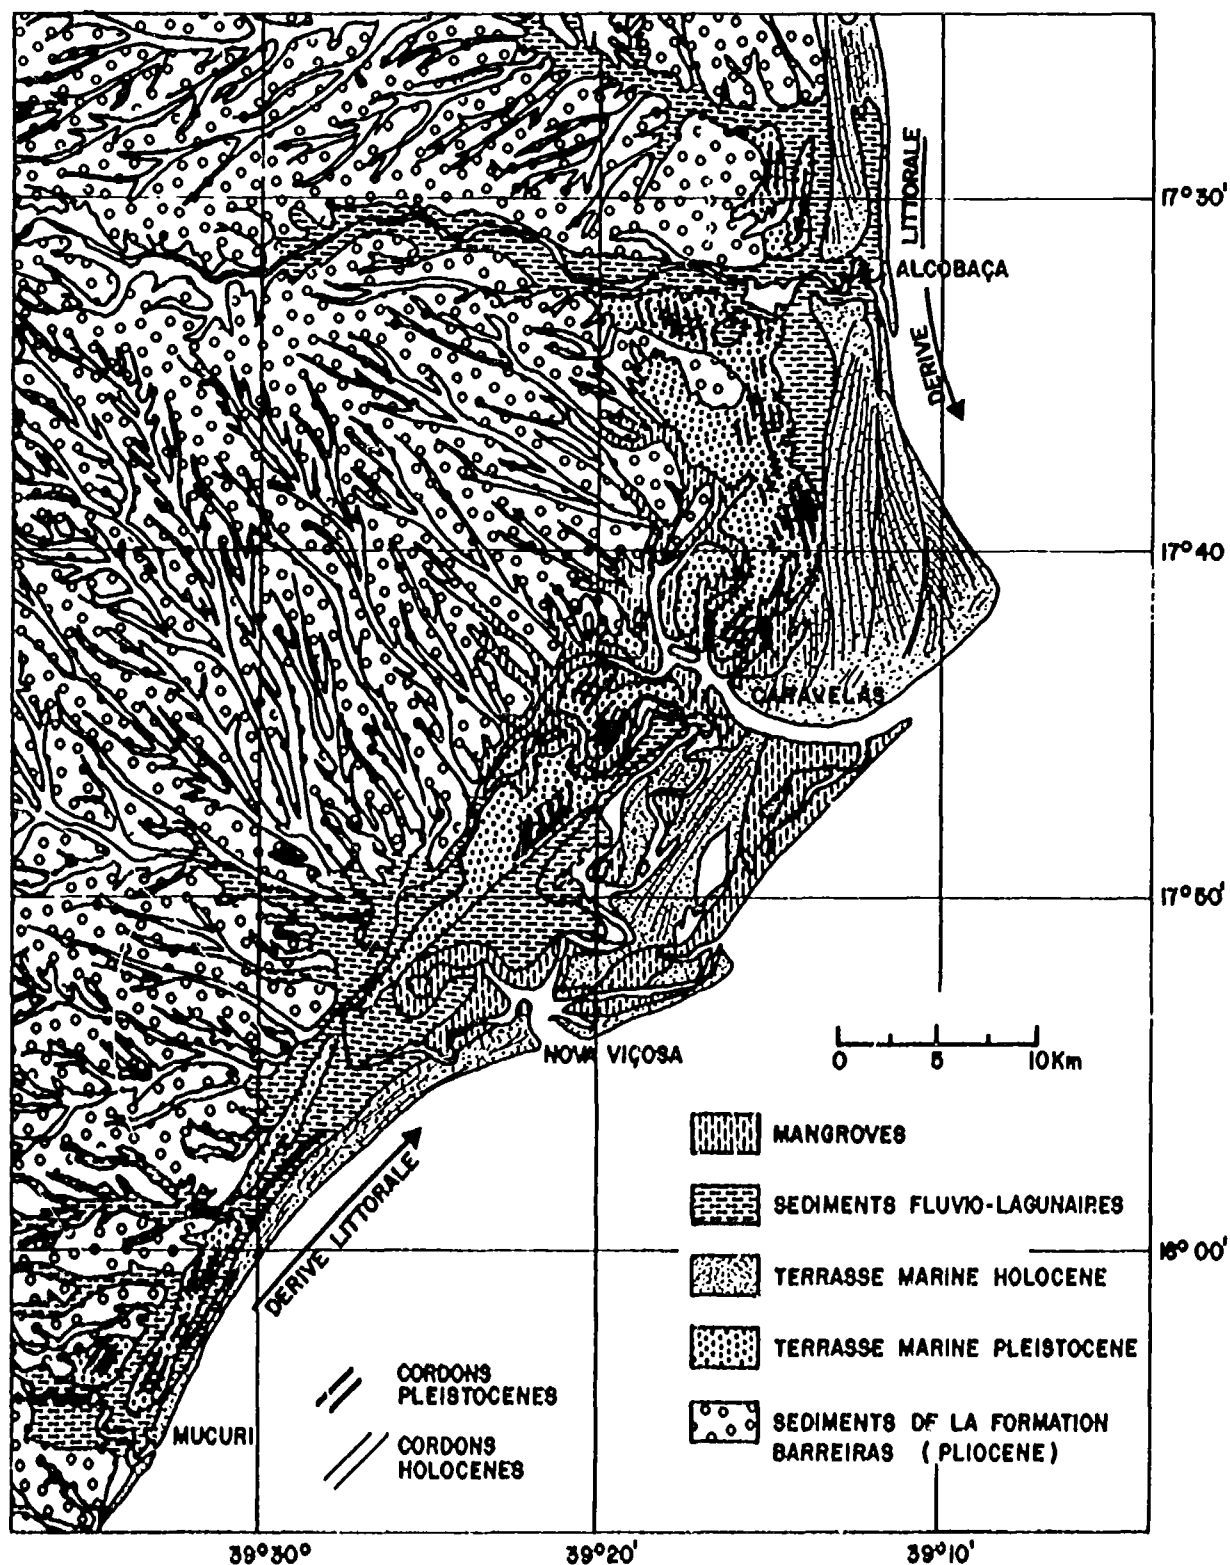 LITTORALE
17°30'
ALCOBAÇA
DERIVE
17°40'
CARAVELAS
17°50'
NOVA VIÇOSA
0 5 10Km
MANGROVES
SEDIMENTS FLUVIO-LAGUNAIRES
DERIVE LITTORALE
18° 00'
TERRASSE MARINE HOLOCENE
TERRASSE MARINE PLEISTOCENE
CORDONS
PLEISTOCENES
SEDIMENTS DE LA FORMATION
BARREIRAS ( PLIOCENE)
MUCURI
CORDONS
HOLOCENES
39°30'
39°20'
39°10'